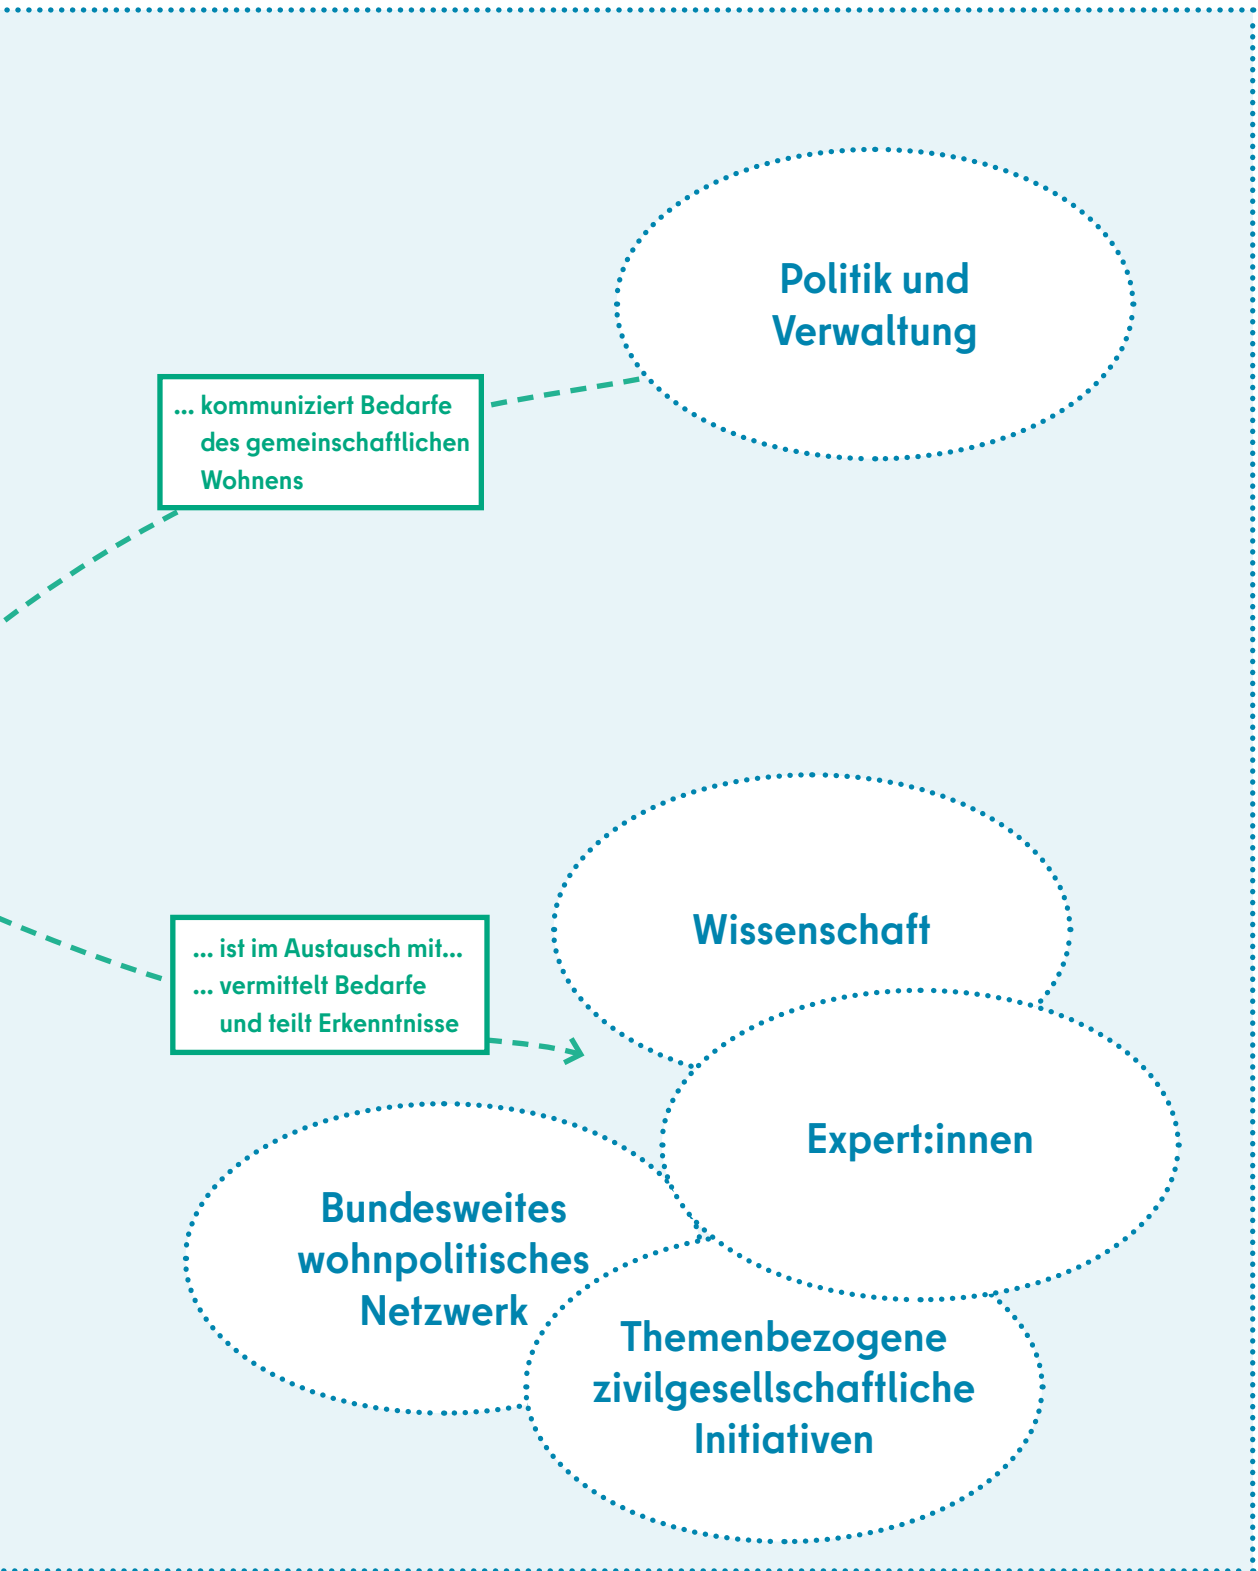 Politik und
Verwaltung
... kommuniziert Bedarfe
des gemeinschaftlichen
Wohnens
Wissenschaft
... ist im Austausch mit...
... vermittelt Bedarfe
und teilt Erkenntnisse
Expert:innen
Bundesweites
wohnpolitisches
Netzwerk
Themenbezogene
zivilgesellschaftliche
Initiativen